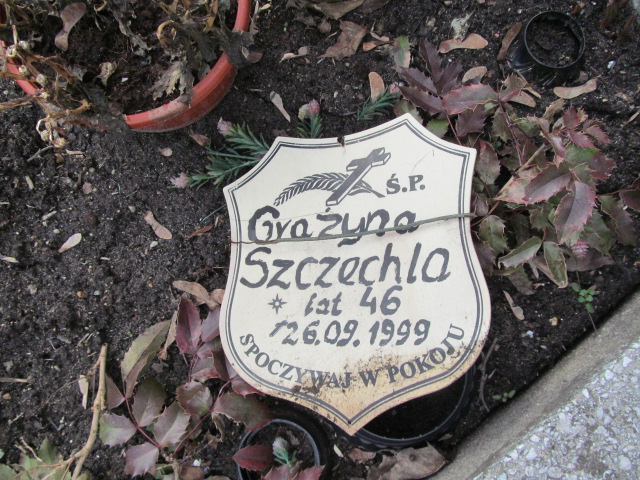 Ś.P.
Grażyna
Szczechla
lat 46
26.09.1999
SPOCZYWAJ W POKOJU